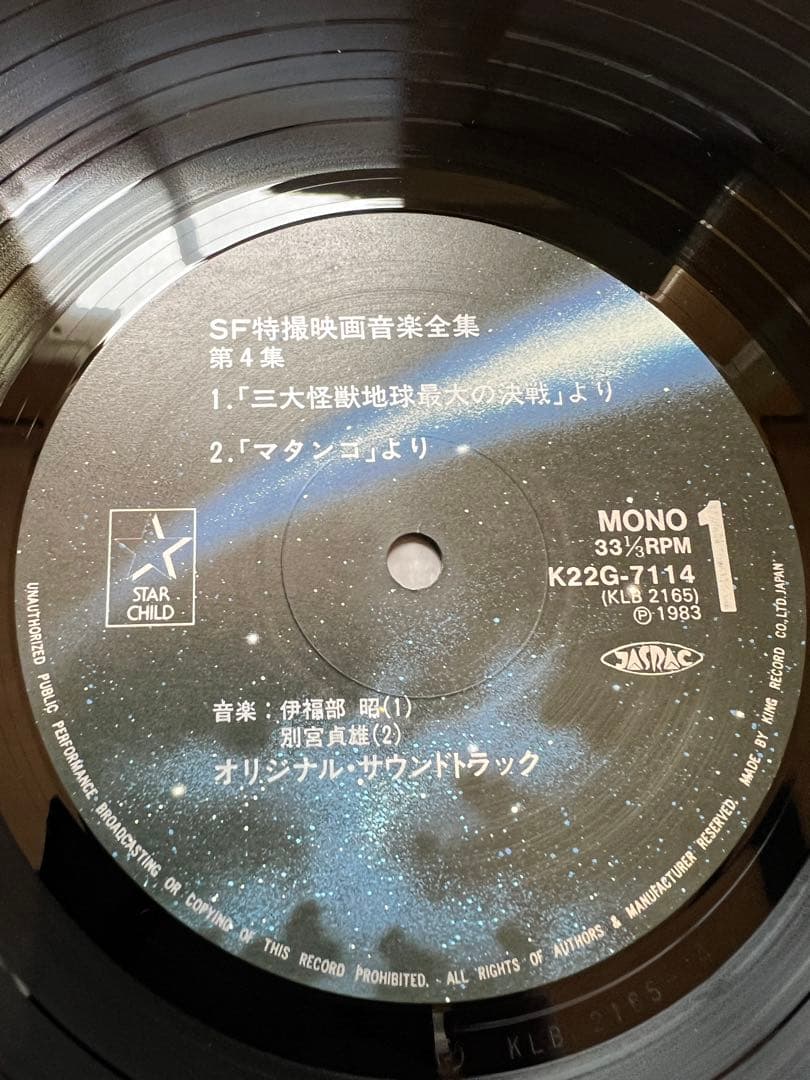 SF特撮映画音楽全集
第4集
1.「三大怪獣地球最大の決戦」より
2.「マタンゴ」より
STAR
CHILD
MONO
33⅓RPM
1
K22G-7114
(KLB 2165)
Ⓟ1983
JASRAC
音楽：伊福部 昭(1)
別宮貞雄(2)
オリジナル・サウンドトラック
UNAUTHORIZED PUBLIC PERFORMANCE. BROADCASTING OR COPYING OF THIS RECORD PROHIBITED. ALL RIGHTS OF AUTHORS & MANUFACTURER RESERVED. MADE BY KING RECORD CO., LTD. JAPAN
KLB 2165